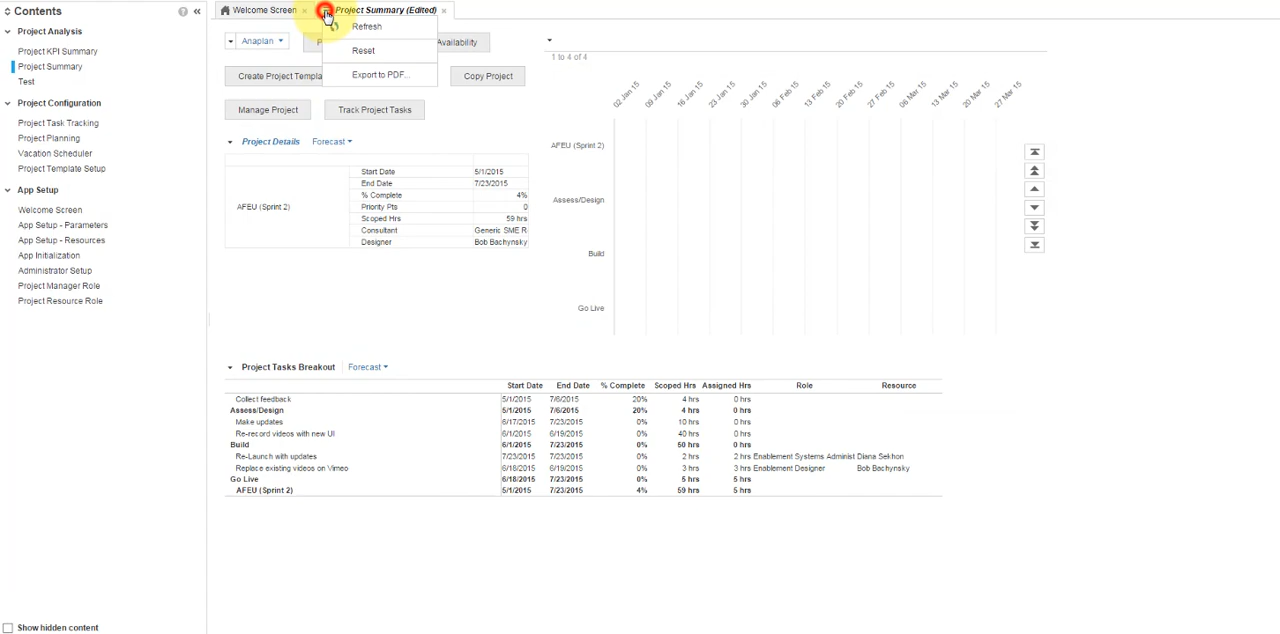 Contents
Project Analysis
Project KPI Summary
Project Summary
Test
Project Configuration
Project Task Tracking
Project Planning
Vacation Scheduler
Project Template Setup
App Setup
Welcome Screen
App Setup - Parameters
App Setup - Resources
App Initialization
Administrator Setup
Project Manager Role
Project Resource Role
Show hidden content
Welcome Screen
Project Summary (Edited)
Refresh
Reset
Export to PDF...
Anaplan
Availability
Create Project Templa
Copy Project
Manage Project
Track Project Tasks
Project Details Forecast
AFEU (Sprint 2)
Start Date 5/1/2015
End Date 7/23/2015
% Complete 4%
Priority Pts 0
Scoped Hrs 59 hrs
Consultant Generic SME R
Designer Bob Bachynsky
1 to 4 of 4
02 Jan 15 09 Jan 15 16 Jan 15 23 Jan 15 30 Jan 15 06 Feb 15 13 Feb 15 20 Feb 15 27 Feb 15 06 Mar 15 13 Mar 15 20 Mar 15 27 Mar 15
AFEU (Sprint 2)
Assess/Design
Build
Go Live
Project Tasks Breakout Forecast
Start Date End Date % Complete Scoped Hrs Assigned Hrs Role Resource
Collect feedback 5/1/2015 7/6/2015 20% 4 hrs 0 hrs
Assess/Design 5/1/2015 7/6/2015 20% 4 hrs 0 hrs
Make updates 6/17/2015 7/23/2015 0% 10 hrs 0 hrs
Re-record videos with new UI 6/1/2015 6/19/2015 0% 40 hrs 0 hrs
Build 6/1/2015 7/23/2015 0% 50 hrs 0 hrs
Re-Launch with updates 7/23/2015 7/23/2015 0% 2 hrs 2 hrs Enablement Systems Administ Diana Sekhon
Replace existing videos on Vimeo 6/18/2015 6/19/2015 0% 3 hrs 3 hrs Enablement Designer Bob Bachynsky
Go Live 6/18/2015 7/23/2015 0% 5 hrs 5 hrs
AFEU (Sprint 2) 5/1/2015 7/23/2015 4% 59 hrs 5 hrs